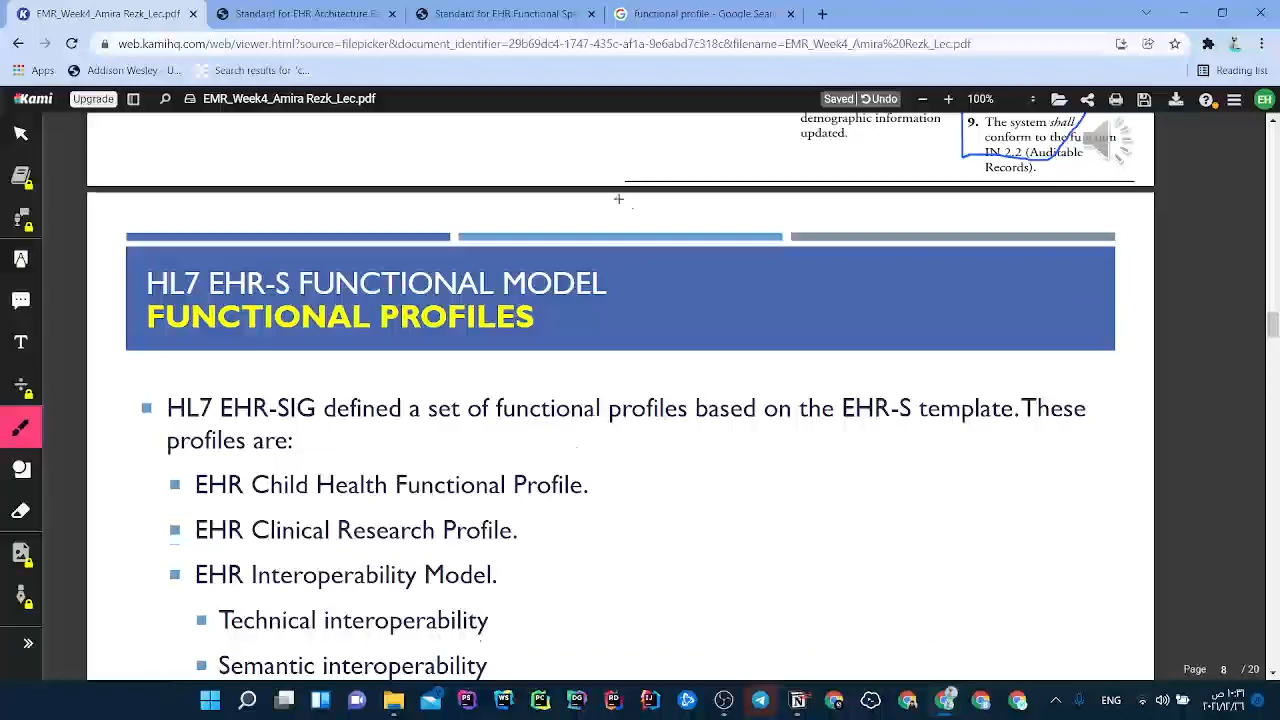 EMR_Week4_Amira Rezk_Lec.pdf
Standard for EHR Architecture.E
Standard for EHR Functional Spe
functional profile - Google Sear
web.kamihq.com/web/viewer.html?source=filepicker&document_identifier=29b69dc4-1747-435c-af1a-9e6abd7c318c&filename=EMR_Week4_Amira%20Rezk_Lec.pdf
Apps
Addison Wesley - U...
Search results for 'c...
Reading list
Kami
Upgrade
EMR_Week4_Amira Rezk_Lec.pdf
Saved
Undo
100%
EH
demographic information
updated.
9. The system shall
conform to the function
IN 2.2 (Auditable
Records).
HL7 EHR-S FUNCTIONAL MODEL
FUNCTIONAL PROFILES
HL7 EHR-SIG defined a set of functional profiles based on the EHR-S template. These
profiles are:
EHR Child Health Functional Profile.
EHR Clinical Research Profile.
EHR Interoperability Model.
Technical interoperability
Semantic interoperability
Page 8 / 20
ENG